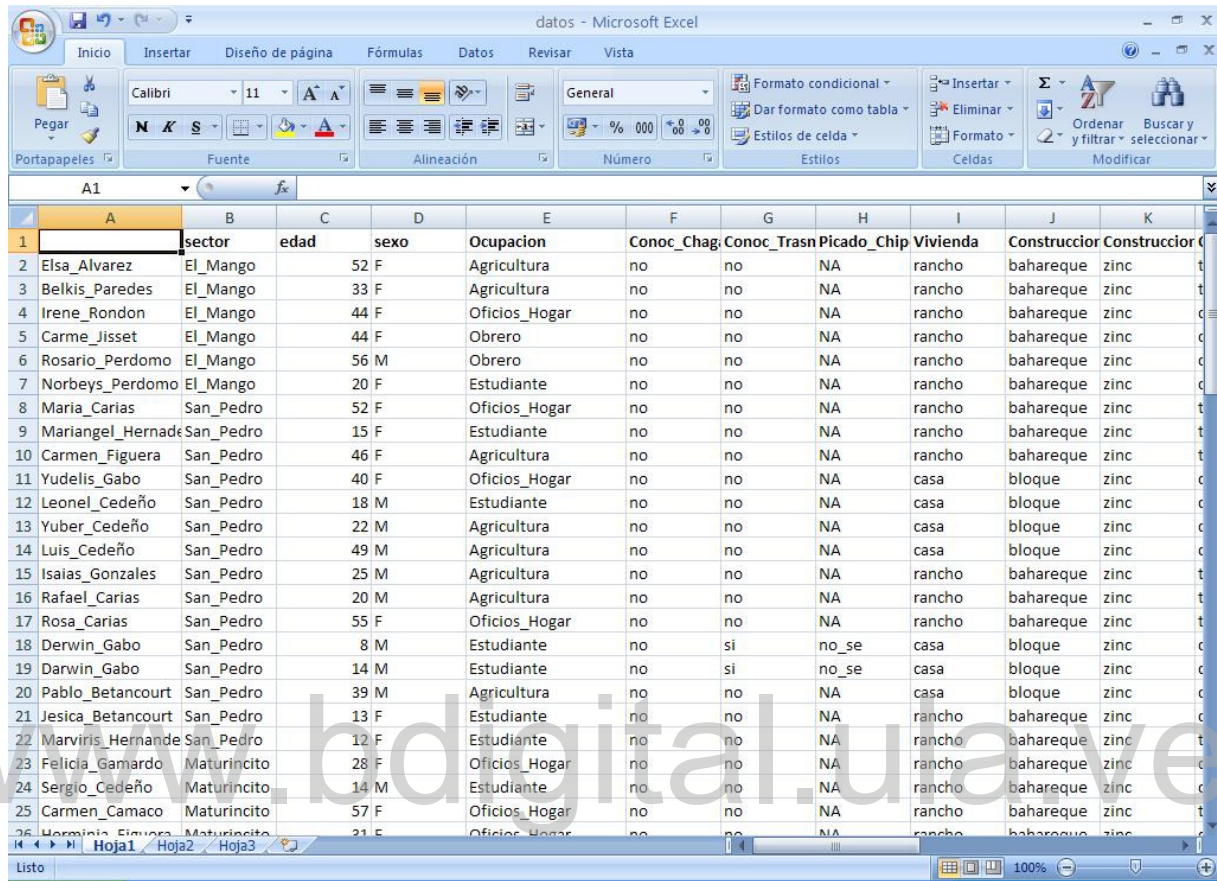 datos - Microsoft Excel
Inicio Insertar Diseño de página Fórmulas Datos Revisar Vista
Pegar
Portapapeles
Calibri 11
N K S
Fuente
Alineación
General
% 000
Número
Formato condicional
Dar formato como tabla
Estilos de celda
Estilos
Insertar
Eliminar
Formato
Celdas
Ordenar y filtrar
Buscar y seleccionar
Modificar
A1 fx
A B C D E F G H I J K
1 sector edad sexo Ocupacion Conoc_Chaga Conoc_Trasn Picado_Chip Vivienda Construccior Construccior
2 Elsa_Alvarez El_Mango 52 F Agricultura no no NA rancho bahareque zinc
3 Belkis_Paredes El_Mango 33 F Agricultura no no NA rancho bahareque zinc
4 Irene_Rondon El_Mango 44 F Oficios_Hogar no no NA rancho bahareque zinc
5 Carme_Jisset El_Mango 44 F Obrero no no NA rancho bahareque zinc
6 Rosario_Perdomo El_Mango 56 M Obrero no no NA rancho bahareque zinc
7 Norbeys_Perdomo El_Mango 20 F Estudiante no no NA rancho bahareque zinc
8 Maria_Carias San_Pedro 52 F Oficios_Hogar no no NA rancho bahareque zinc
9 Mariangel_Hernade San_Pedro 15 F Estudiante no no NA rancho bahareque zinc
10 Carmen_Figuera San_Pedro 46 F Agricultura no no NA rancho bahareque zinc
11 Yudelis_Gabo San_Pedro 40 F Oficios_Hogar no no NA casa bloque zinc
12 Leonel_Cedeño San_Pedro 18 M Estudiante no no NA casa bloque zinc
13 Yuber_Cedeño San_Pedro 22 M Agricultura no no NA casa bloque zinc
14 Luis_Cedeño San_Pedro 49 M Agricultura no no NA casa bloque zinc
15 Isaias_Gonzales San_Pedro 25 M Agricultura no no NA rancho bahareque zinc
16 Rafael_Carias San_Pedro 20 M Agricultura no no NA rancho bahareque zinc
17 Rosa_Carias San_Pedro 55 F Oficios_Hogar no no NA rancho bahareque zinc
18 Derwin_Gabo San_Pedro 8 M Estudiante no si no_se casa bloque zinc
19 Darwin_Gabo San_Pedro 14 M Estudiante no si no_se casa bloque zinc
20 Pablo_Betancourt San_Pedro 39 M Agricultura no no NA casa bloque zinc
21 Jesica_Betancourt San_Pedro 13 F Estudiante no no NA rancho bahareque zinc
22 Marviris_Hernande San_Pedro 12 F Estudiante no no NA rancho bahareque zinc
23 Felicia_Gamardo Maturincito 28 F Oficios_Hogar no no NA rancho bahareque zinc
24 Sergio_Cedeño Maturincito 14 M Estudiante no no NA rancho bahareque zinc
25 Carmen_Camaco Maturincito 57 F Oficios_Hogar no no NA rancho bahareque zinc
26 Herminia_Figuera Maturincito 31 F Oficios_Hogar no no NA rancho bahareque zinc
www.bdigital.ula.ve
Hoja1 Hoja2 Hoja3
Listo 100%